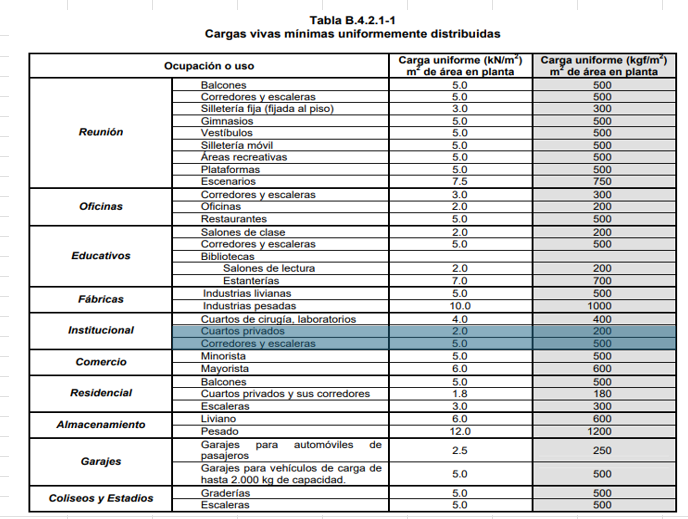 Tabla B.4.2.1-1
Cargas vivas mínimas uniformemente distribuidas
Ocupación o uso Carga uniforme (kN/m²) m² de área en planta Carga uniforme (kgf/m²) m² de área en planta
Reunión
Balcones 5.0 500
Corredores y escaleras 5.0 500
Silletería fija (fijada al piso) 3.0 300
Gimnasios 5.0 500
Vestíbulos 5.0 500
Silletería móvil 5.0 500
Áreas recreativas 5.0 500
Plataformas 5.0 500
Escenarios 7.5 750
Oficinas
Corredores y escaleras 3.0 300
Oficinas 2.0 200
Restaurantes 5.0 500
Educativos
Salones de clase 2.0 200
Corredores y escaleras 5.0 500
Bibliotecas
Salones de lectura 2.0 200
Estanterías 7.0 700
Fábricas
Industrias livianas 5.0 500
Industrias pesadas 10.0 1000
Institucional
Cuartos de cirugía, laboratorios 4.0 400
Cuartos privados 2.0 200
Corredores y escaleras 5.0 500
Comercio
Minorista 5.0 500
Mayorista 6.0 600
Residencial
Balcones 5.0 500
Cuartos privados y sus corredores 1.8 180
Escaleras 3.0 300
Almacenamiento
Liviano 6.0 600
Pesado 12.0 1200
Garajes
Garajes para automóviles de
pasajeros 2.5 250
Garajes para vehículos de carga de
hasta 2.000 kg de capacidad. 5.0 500
Coliseos y Estadios
Graderías 5.0 500
Escaleras 5.0 500